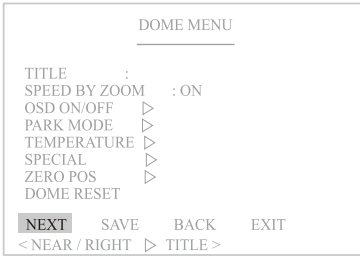 DOME MENU
TITLE :
SPEED BY ZOOM : ON
OSD ON/OFF ▷
PARK MODE ▷
TEMPERATURE ▷
SPECIAL ▷
ZERO POS ▷
DOME RESET
NEXT SAVE BACK EXIT
< NEAR / RIGHT ▷ TITLE >